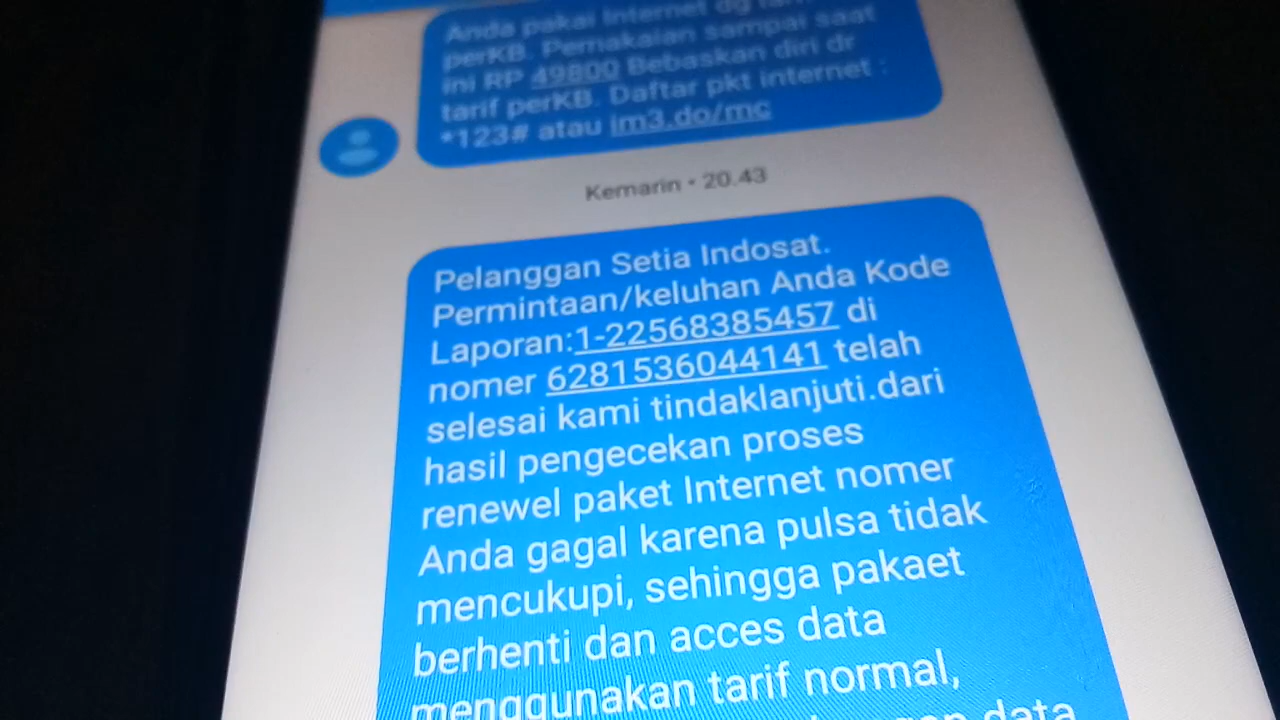 Anda pakai Internet dg tarif
perKB. Pemakaian sampai saat
ini RP 49800 Bebaskan diri dr
tarif perKB. Daftar pkt internet :
*123# atau im3.do/mc
Kemarin • 20.43
Pelanggan Setia Indosat.
Permintaan/keluhan Anda Kode
Laporan:1-22568385457 di
nomer 6281536044141 telah
selesai kami tindaklanjuti.dari
hasil pengecekan proses
renewel paket Internet nomer
Anda gagal karena pulsa tidak
mencukupi, sehingga pakaet
berhenti dan acces data
menggunakan tarif normal,
data